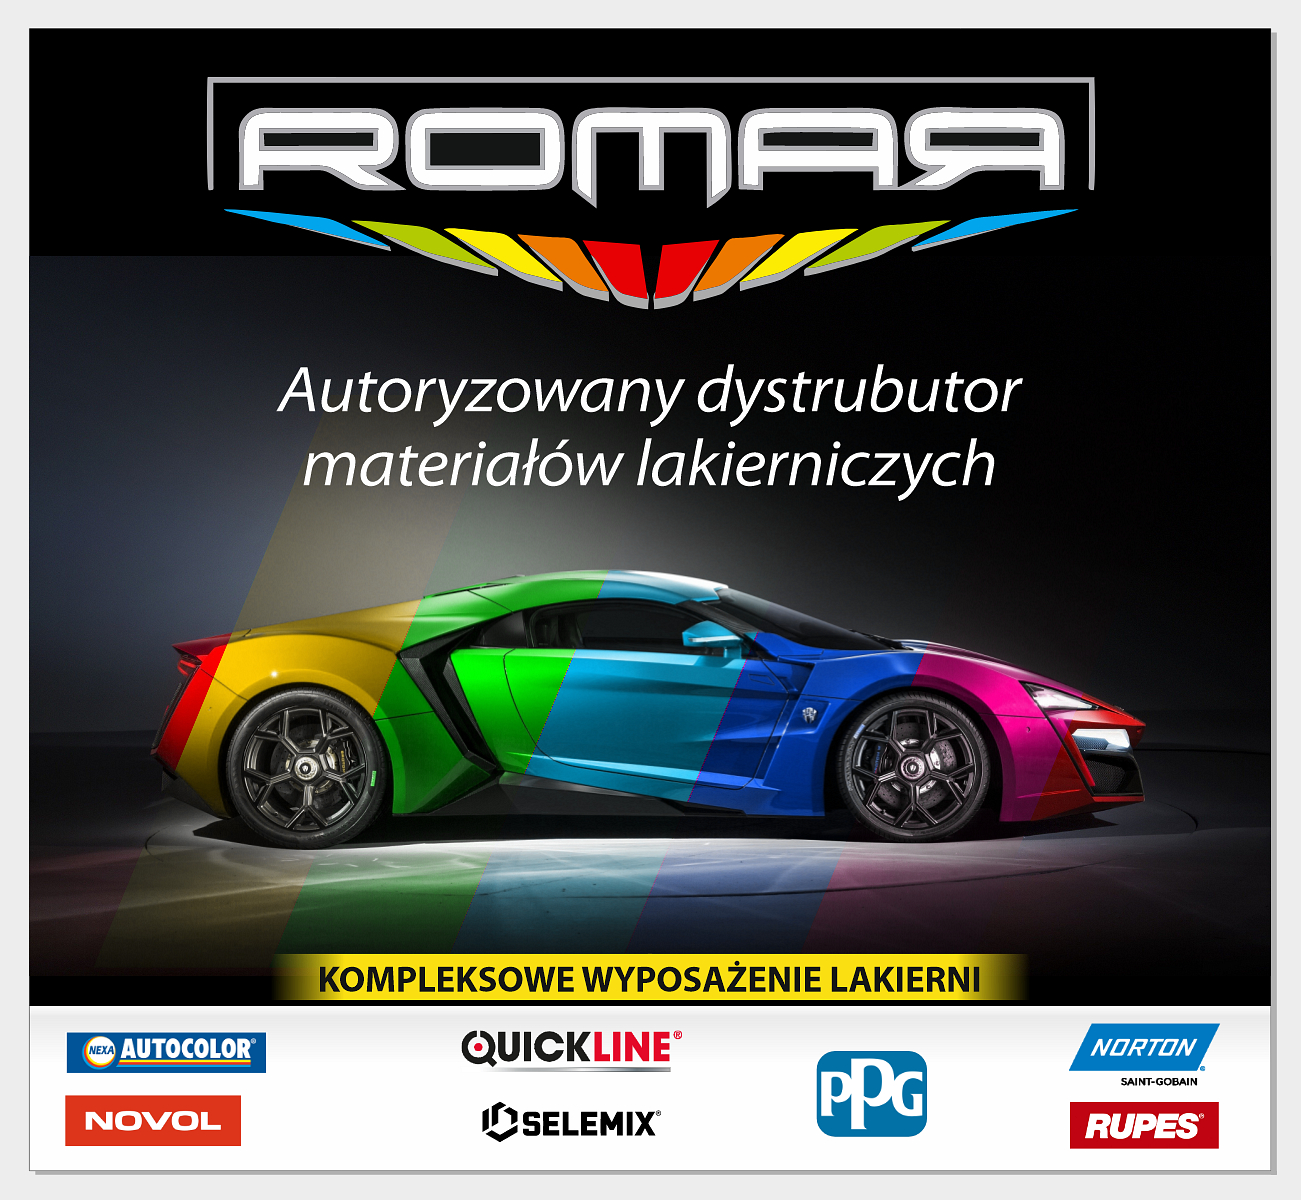 ROMAR
Autoryzowany dystrubutor
materiałów lakierniczych
KOMPLEKSOWE WYPOSAŻENIE LAKIERNI
NEXA AUTOCOLOR®
QUICKLINE®
NORTON®
SAINT-GOBAIN
PPG
NOVOL
SELEMIX®
RUPES®